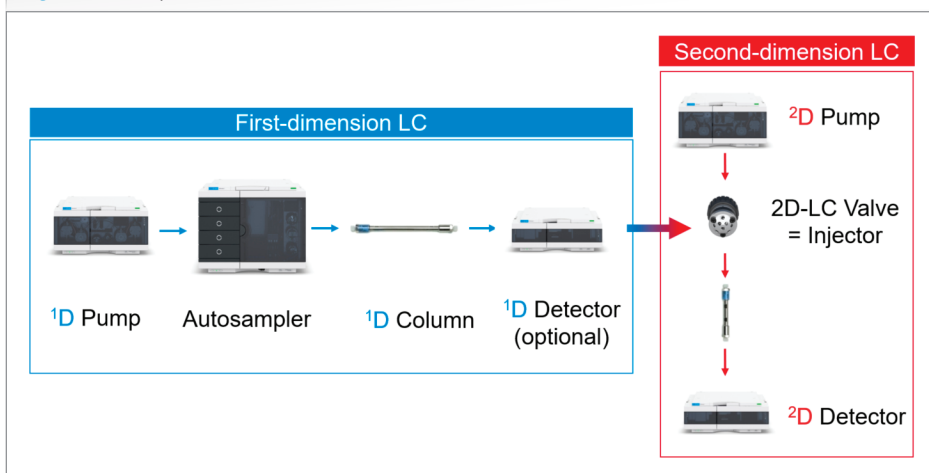 First-dimension LC
¹D Pump
Autosampler
¹D Column
¹D Detector
(optional)
Second-dimension LC
²D Pump
2D-LC Valve
= Injector
²D Detector